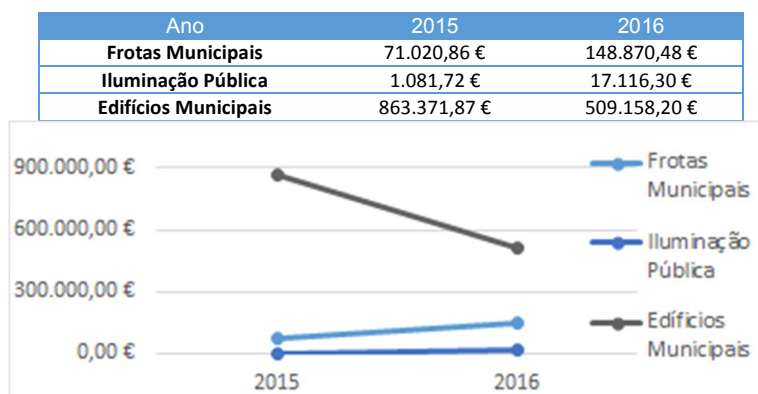 Ano 2015 2016
Frotas Municipais 71.020,86 € 148.870,48 €
Iluminação Pública 1.081,72 € 17.116,30 €
Edifícios Municipais 863.371,87 € 509.158,20 €
900.000,00 €
600.000,00 €
300.000,00 €
0,00 €
2015 2016
Frotas
Municipais
Iluminação
Pública
Edíficios
Municipais